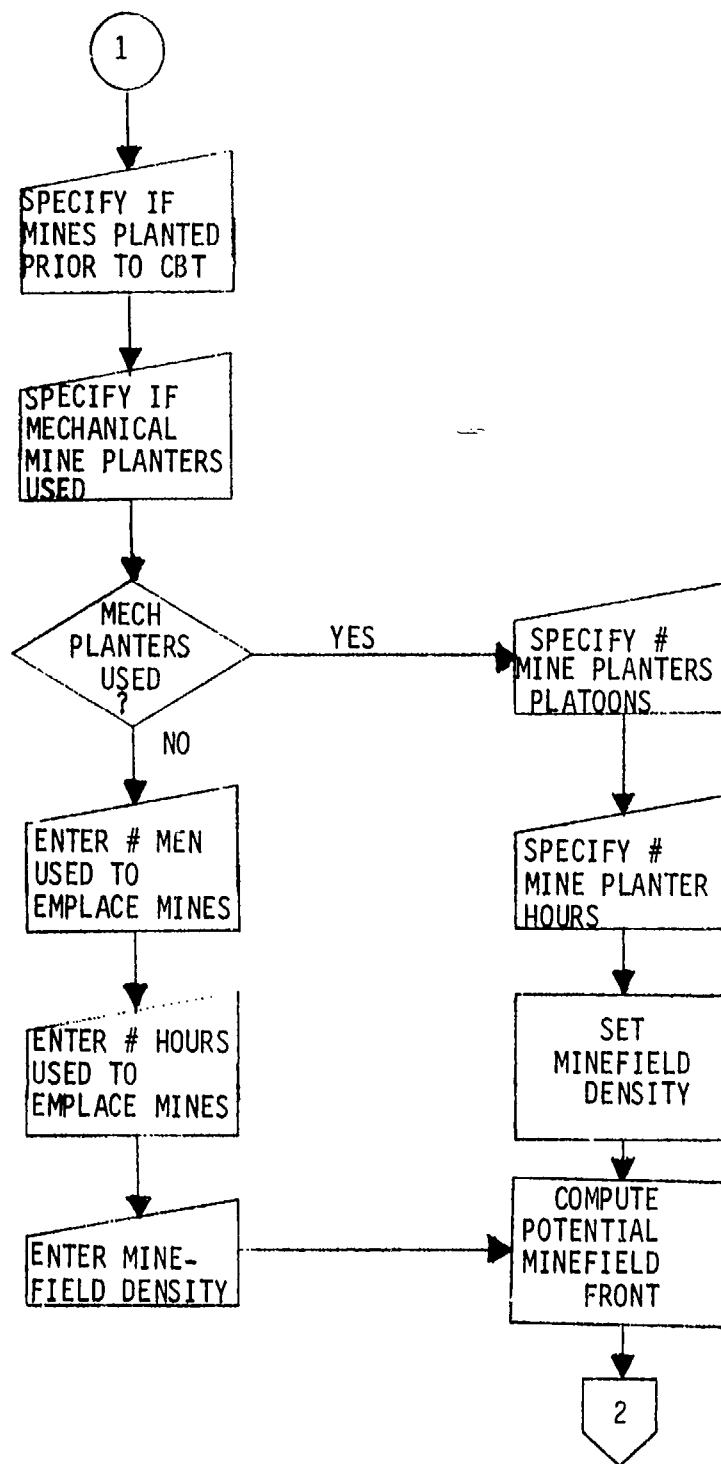 1
SPECIFY IF
MINES PLANTED
PRIOR TO CBT
SPECIFY IF
MECHANICAL
MINE PLANTERS
USED
MECH
PLANTERS
USED
?
YES
NO
SPECIFY #
MINE PLANTERS
PLATOONS
ENTER # MEN
USED TO
EMPLACE MINES
SPECIFY #
MINE PLANTER
HOURS
ENTER # HOURS
USED TO
EMPLACE MINES
SET
MINEFIELD
DENSITY
ENTER MINE-
FIELD DENSITY
COMPUTE
POTENTIAL
MINEFIELD
FRONT
2